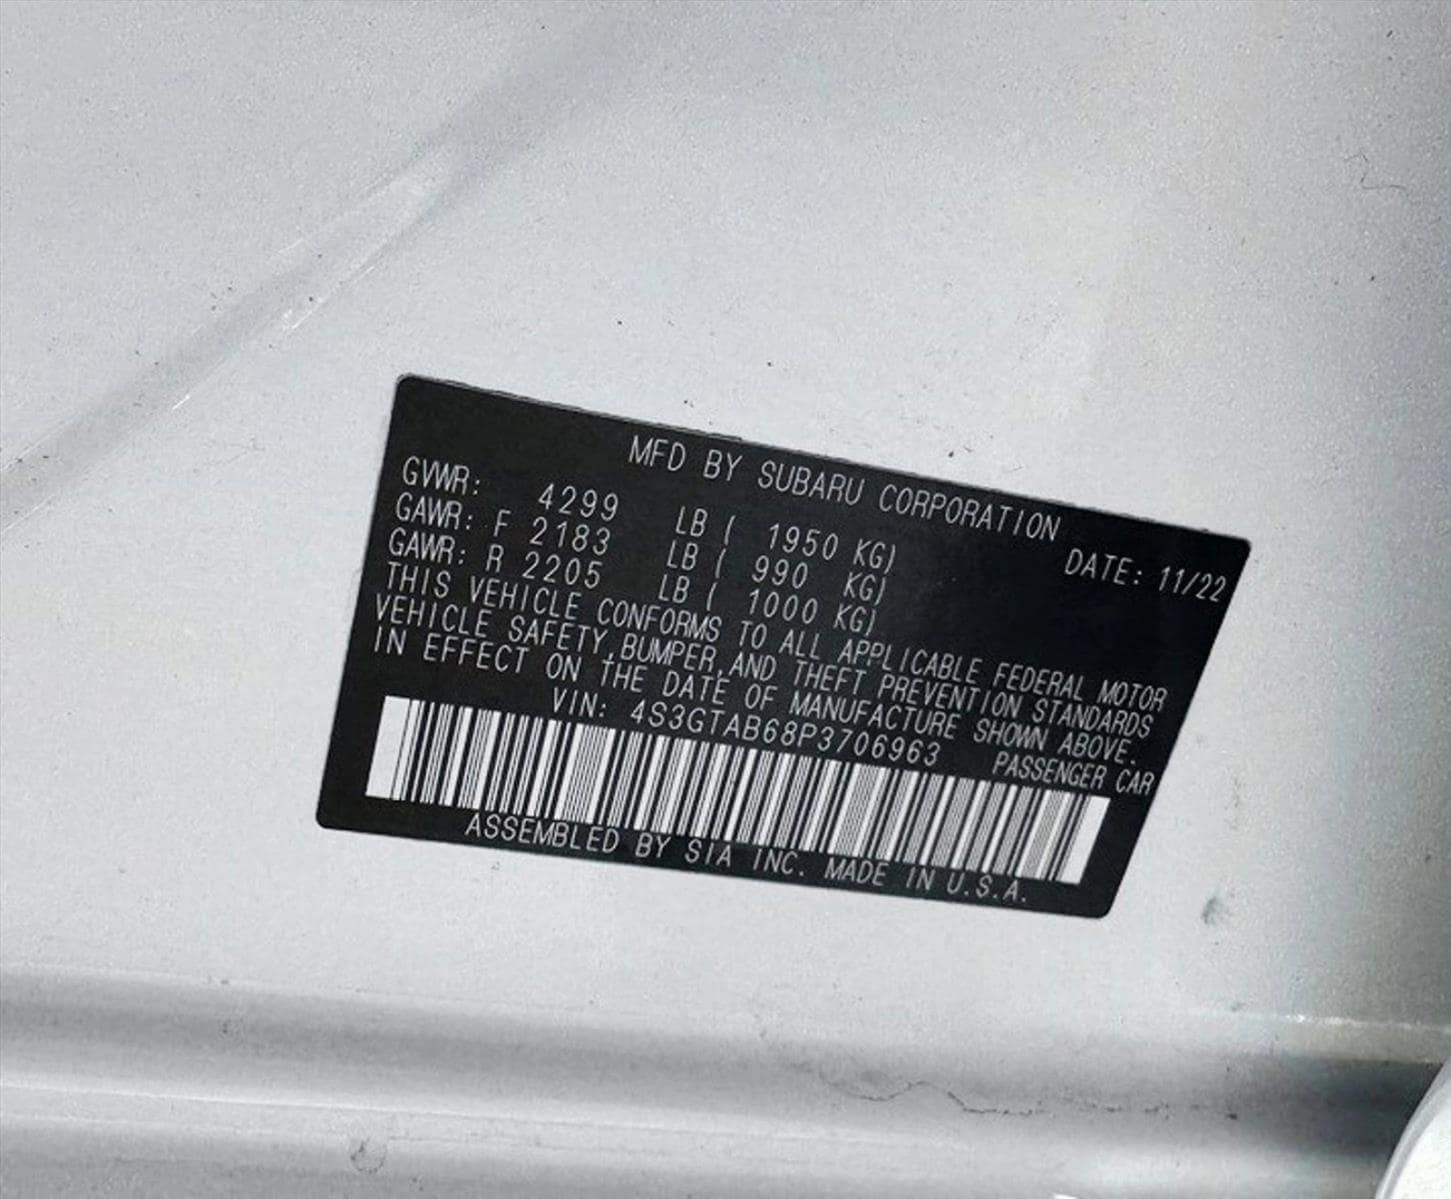 MFD BY SUBARU CORPORATION
DATE: 11/22
GVWR: 4299 LB ( 1950 KG)
GAWR: F 2183 LB ( 990 KG)
GAWR: R 2205 LB ( 1000 KG)
THIS VEHICLE CONFORMS TO ALL APPLICABLE FEDERAL MOTOR
VEHICLE SAFETY,BUMPER,AND THEFT PREVENTION STANDARDS
IN EFFECT ON THE DATE OF MANUFACTURE SHOWN ABOVE.
VIN: 4S3GTAB68P3706963 PASSENGER CAR
ASSEMBLED BY SIA INC. MADE IN U.S.A.